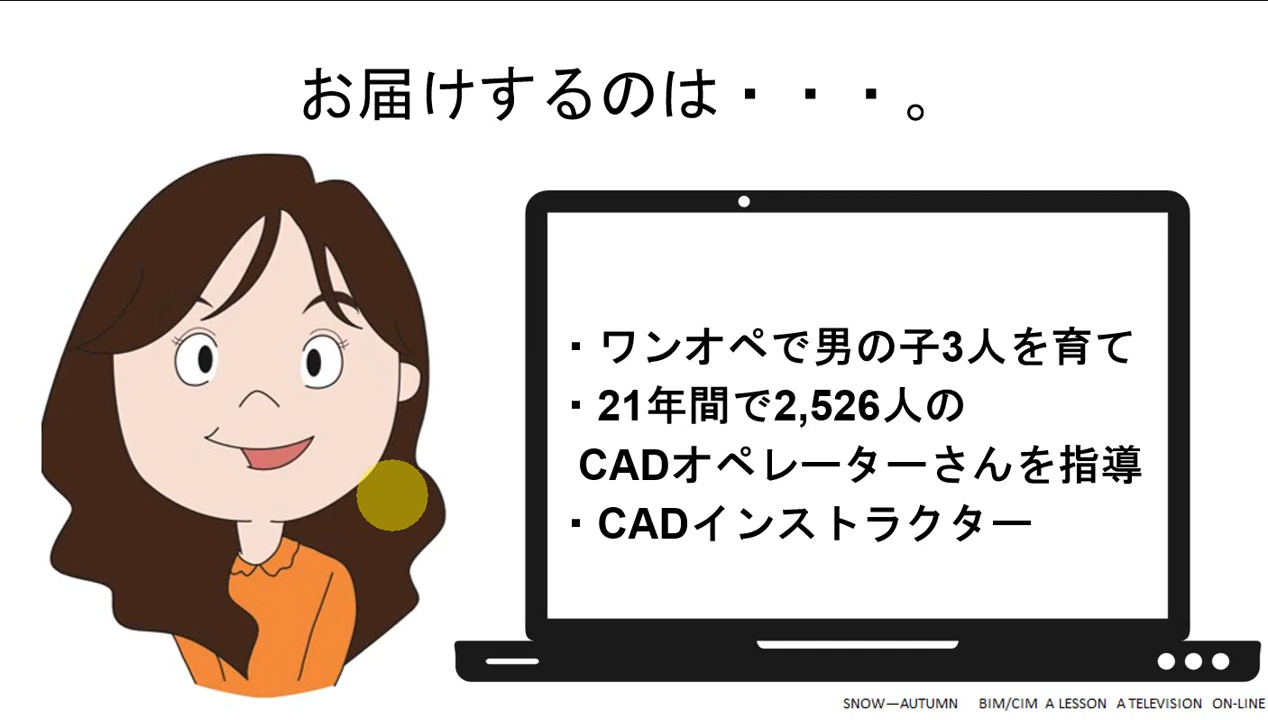 お届けするのは・・・。
・ワンオペで男の子3人を育て
・21年間で2,526人の
CADオペレーターさんを指導
・CADインストラクター
SNOW―AUTUMN BIM/CIM A LESSON A TELEVISION ON-LINE